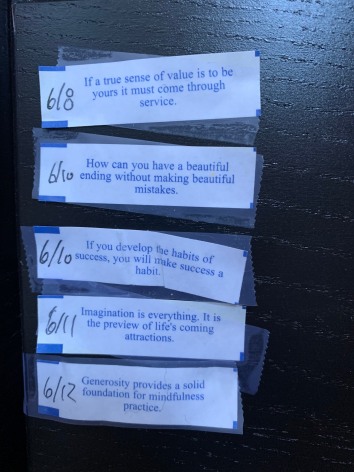 6/8
If a true sense of value is to be
yours it must come through
service.
6/10
How can you have a beautiful
ending without making beautiful
mistakes.
6/10
If you develop the habits of
success, you will make success a
habit.
6/11
Imagination is everything. It is
the preview of life's coming
attractions.
6/12
Generosity provides a solid
foundation for mindfulness
practice.